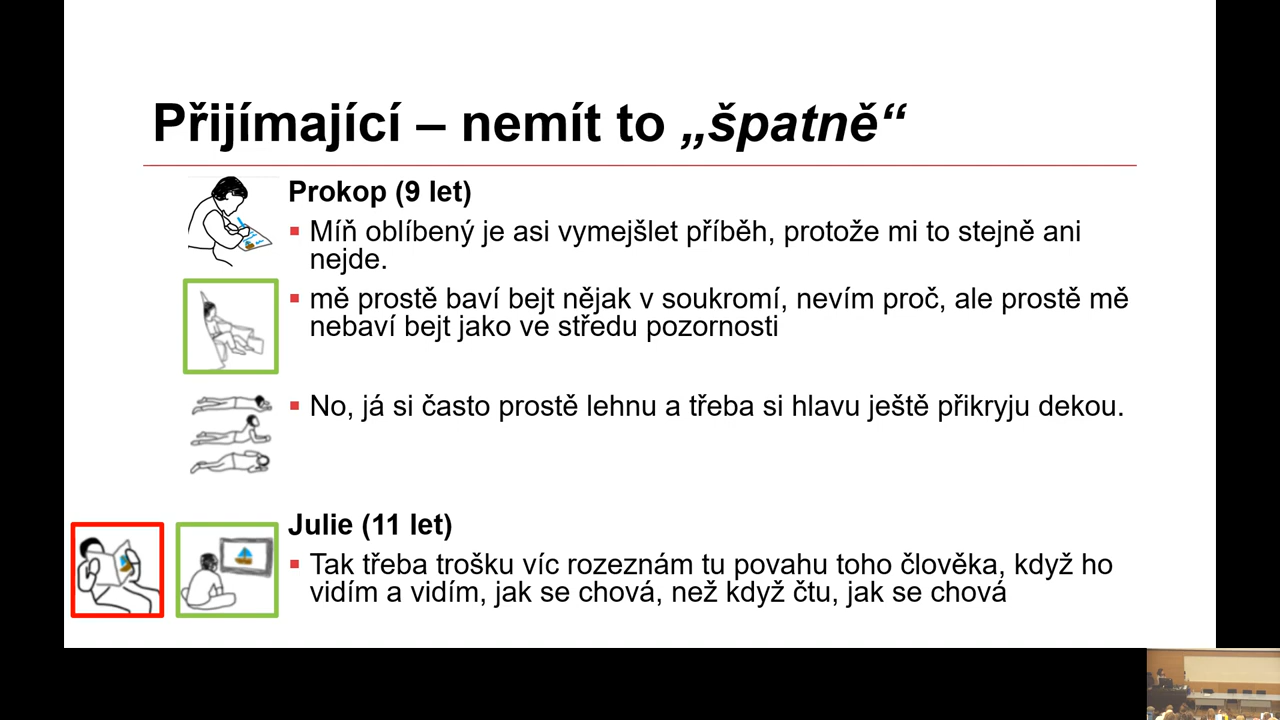 Přijímající – nemít to „špatně“
Prokop (9 let)
Míň oblíbený je asi vymejšlet příběh, protože mi to stejně ani
nejde.
mě prostě baví bejt nějak v soukromí, nevím proč, ale prostě mě
nebaví bejt jako ve středu pozornosti
No, já si často prostě lehnu a třeba si hlavu ještě přikryju dekou.
Julie (11 let)
Tak třeba trošku víc rozeznám tu povahu toho člověka, když ho
vidím a vidím, jak se chová, než když čtu, jak se chová